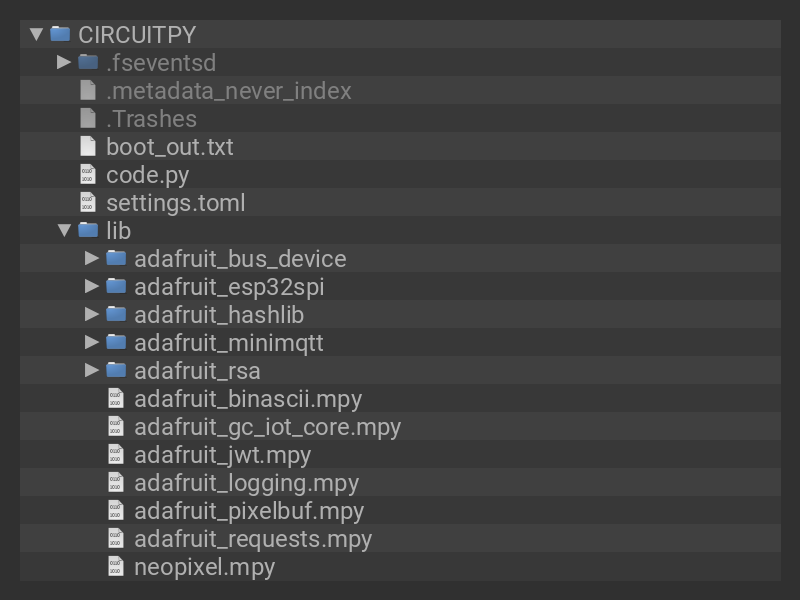 CIRCUITPY
.fseventsd
.metadata_never_index
.Trashes
boot_out.txt
code.py
settings.toml
lib
adafruit_bus_device
adafruit_esp32spi
adafruit_hashlib
adafruit_minimqtt
adafruit_rsa
adafruit_binascii.mpy
adafruit_gc_iot_core.mpy
adafruit_jwt.mpy
adafruit_logging.mpy
adafruit_pixelbuf.mpy
adafruit_requests.mpy
neopixel.mpy